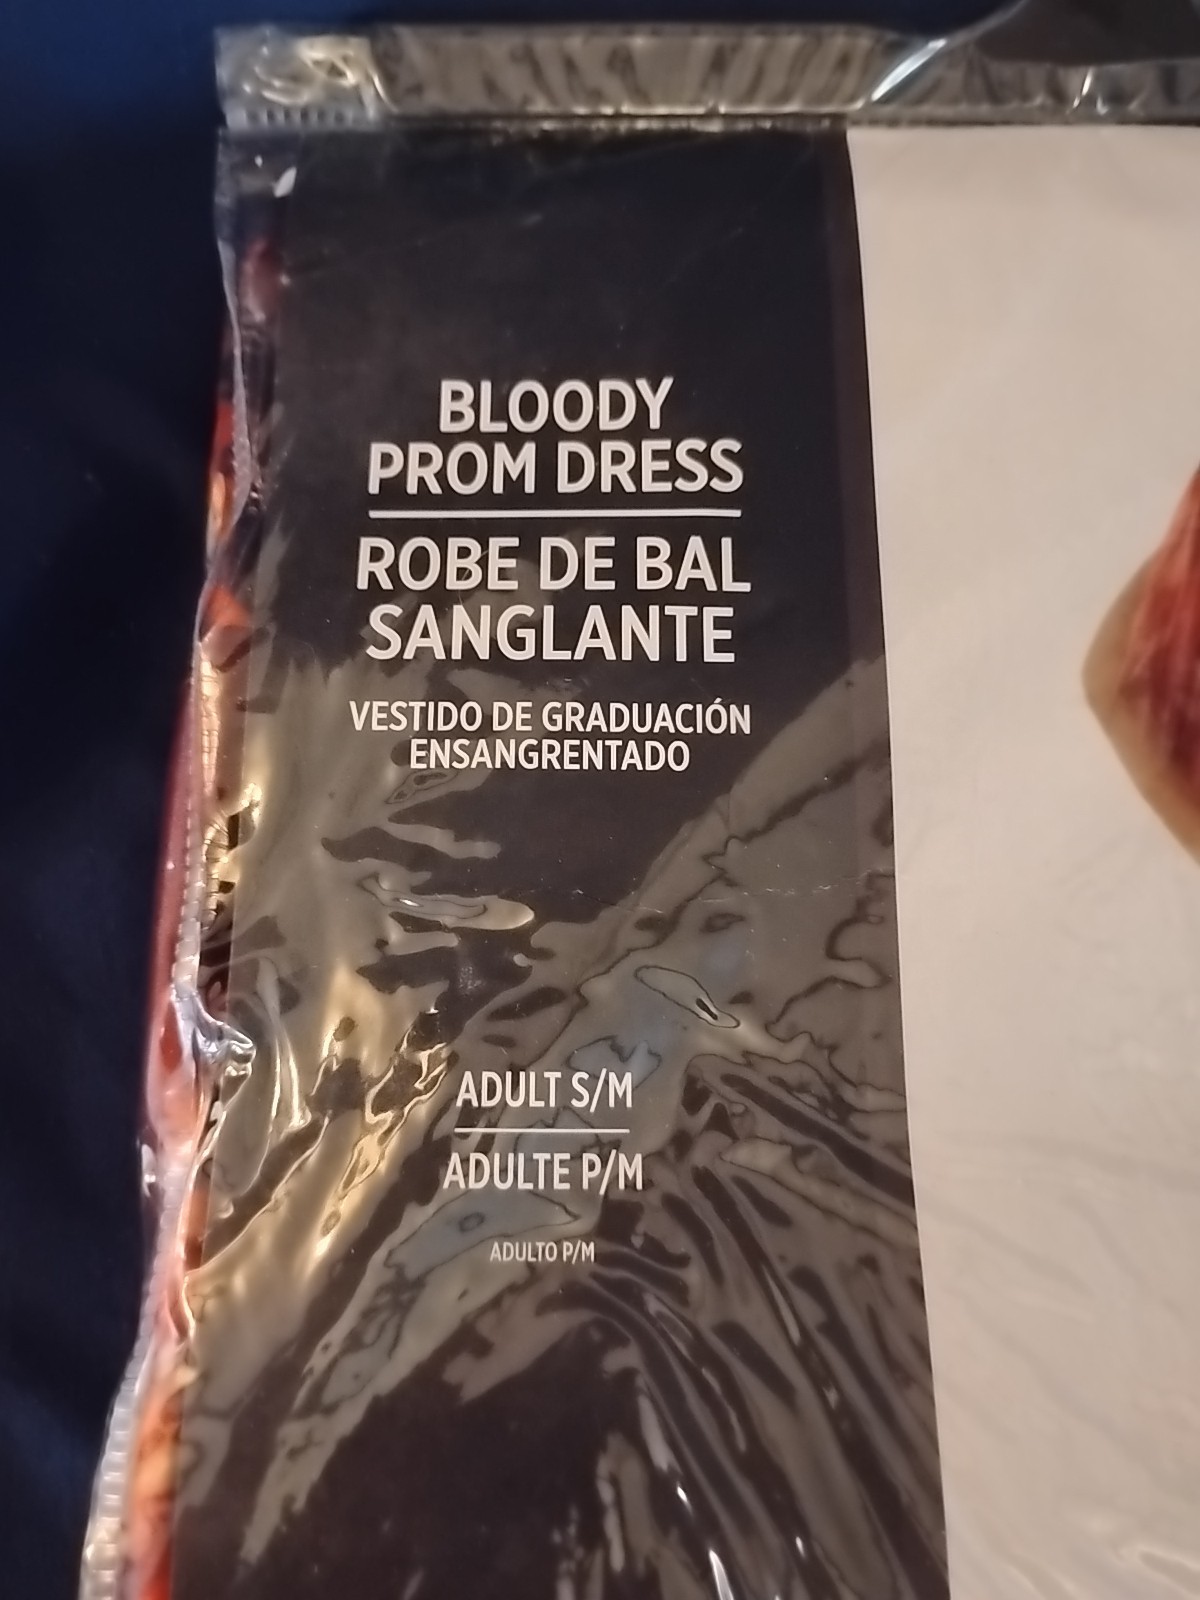 BLOODY
PROM DRESS
ROBE DE BAL
SANGLANTE
VESTIDO DE GRADUACIÓN
ENSANGRENTADO
ADULT S/M
ADULTE P/M
ADULTO P/M